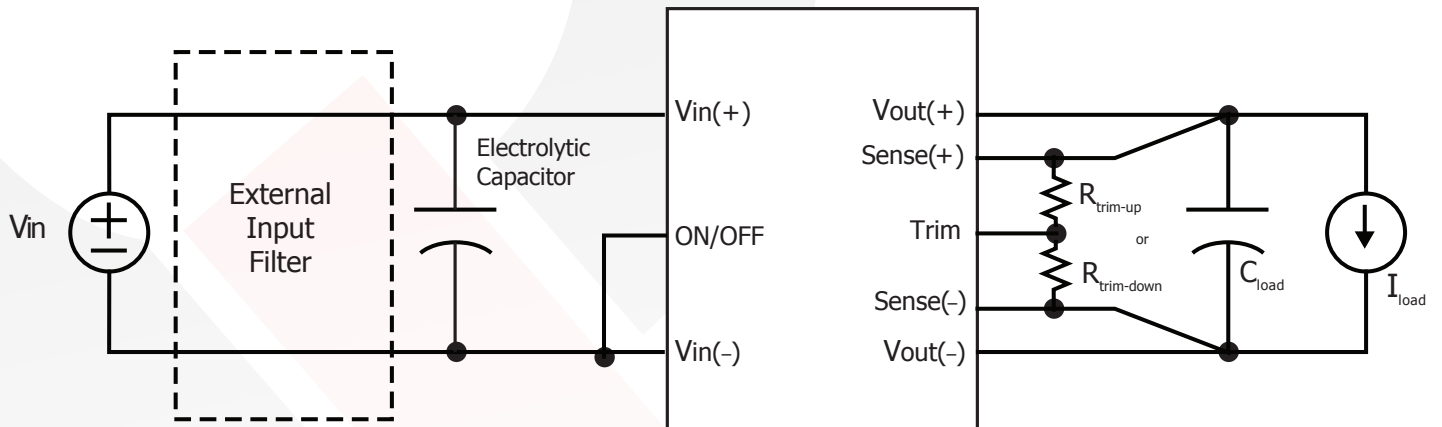 Vin
External
Input
Filter
Electrolytic
Capacitor
Vin(+)
ON/OFF
Vin(–)
Vout(+)
Sense(+)
Trim
Sense(–)
Vout(–)
Rtrim-up
or
Rtrim-down
Cload
Iload